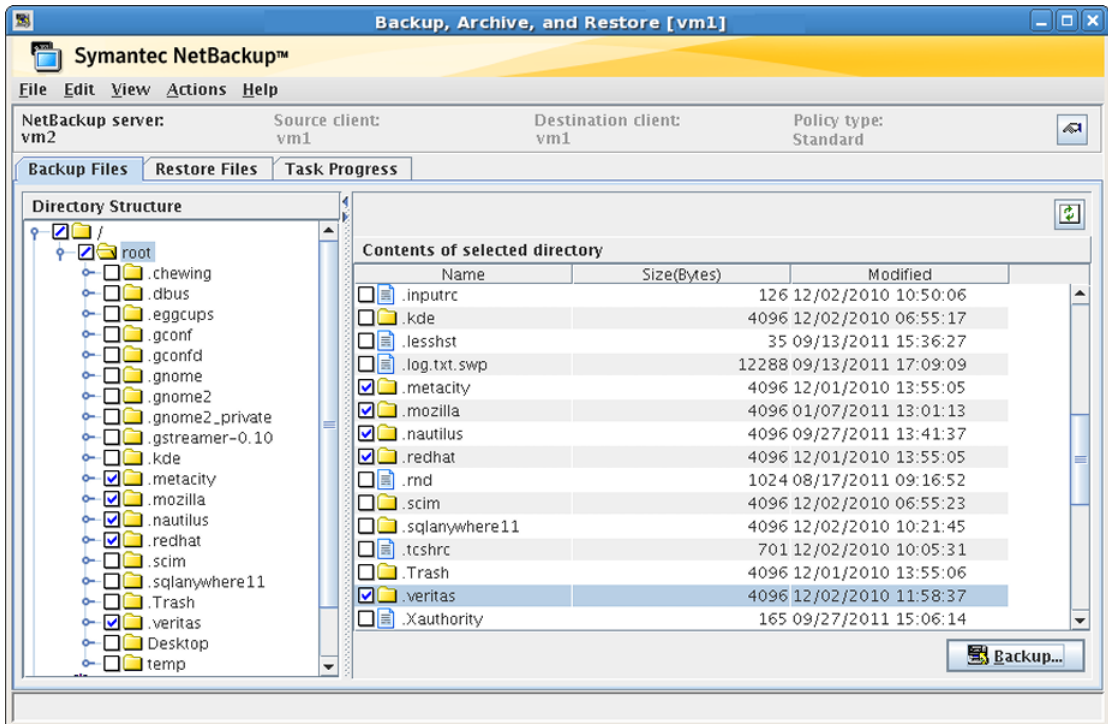 Backup, Archive, and Restore [vm1]
Symantec NetBackup™
File Edit View Actions Help
NetBackup server: Source client: Destination client: Policy type:
vm2 vm1 vm1 Standard
Backup Files Restore Files Task Progress
Directory Structure
/
root
.chewing
.dbus
.eggcups
.gconf
.gconfd
.gnome
.gnome2
.gnome2_private
.gstreamer-0.10
.kde
.metacity
.mozilla
.nautilus
.redhat
.scim
.sqlanywhere11
.Trash
.veritas
Desktop
temp
Contents of selected directory
Name Size(Bytes) Modified
.inputrc 126 12/02/2010 10:50:06
.kde 4096 12/02/2010 06:55:17
.lesshst 35 09/13/2011 15:36:27
.log.txt.swp 12288 09/13/2011 17:09:09
.metacity 4096 12/01/2010 13:55:05
.mozilla 4096 01/07/2011 13:01:13
.nautilus 4096 09/27/2011 13:41:37
.redhat 4096 12/01/2010 13:55:05
.rnd 1024 08/17/2011 09:16:52
.scim 4096 12/02/2010 06:55:23
.sqlanywhere11 4096 12/02/2010 10:21:45
.tcshrc 701 12/02/2010 10:05:31
.Trash 4096 12/01/2010 13:55:06
.veritas 4096 12/02/2010 11:58:37
.Xauthority 165 09/27/2011 15:06:14
Backup...